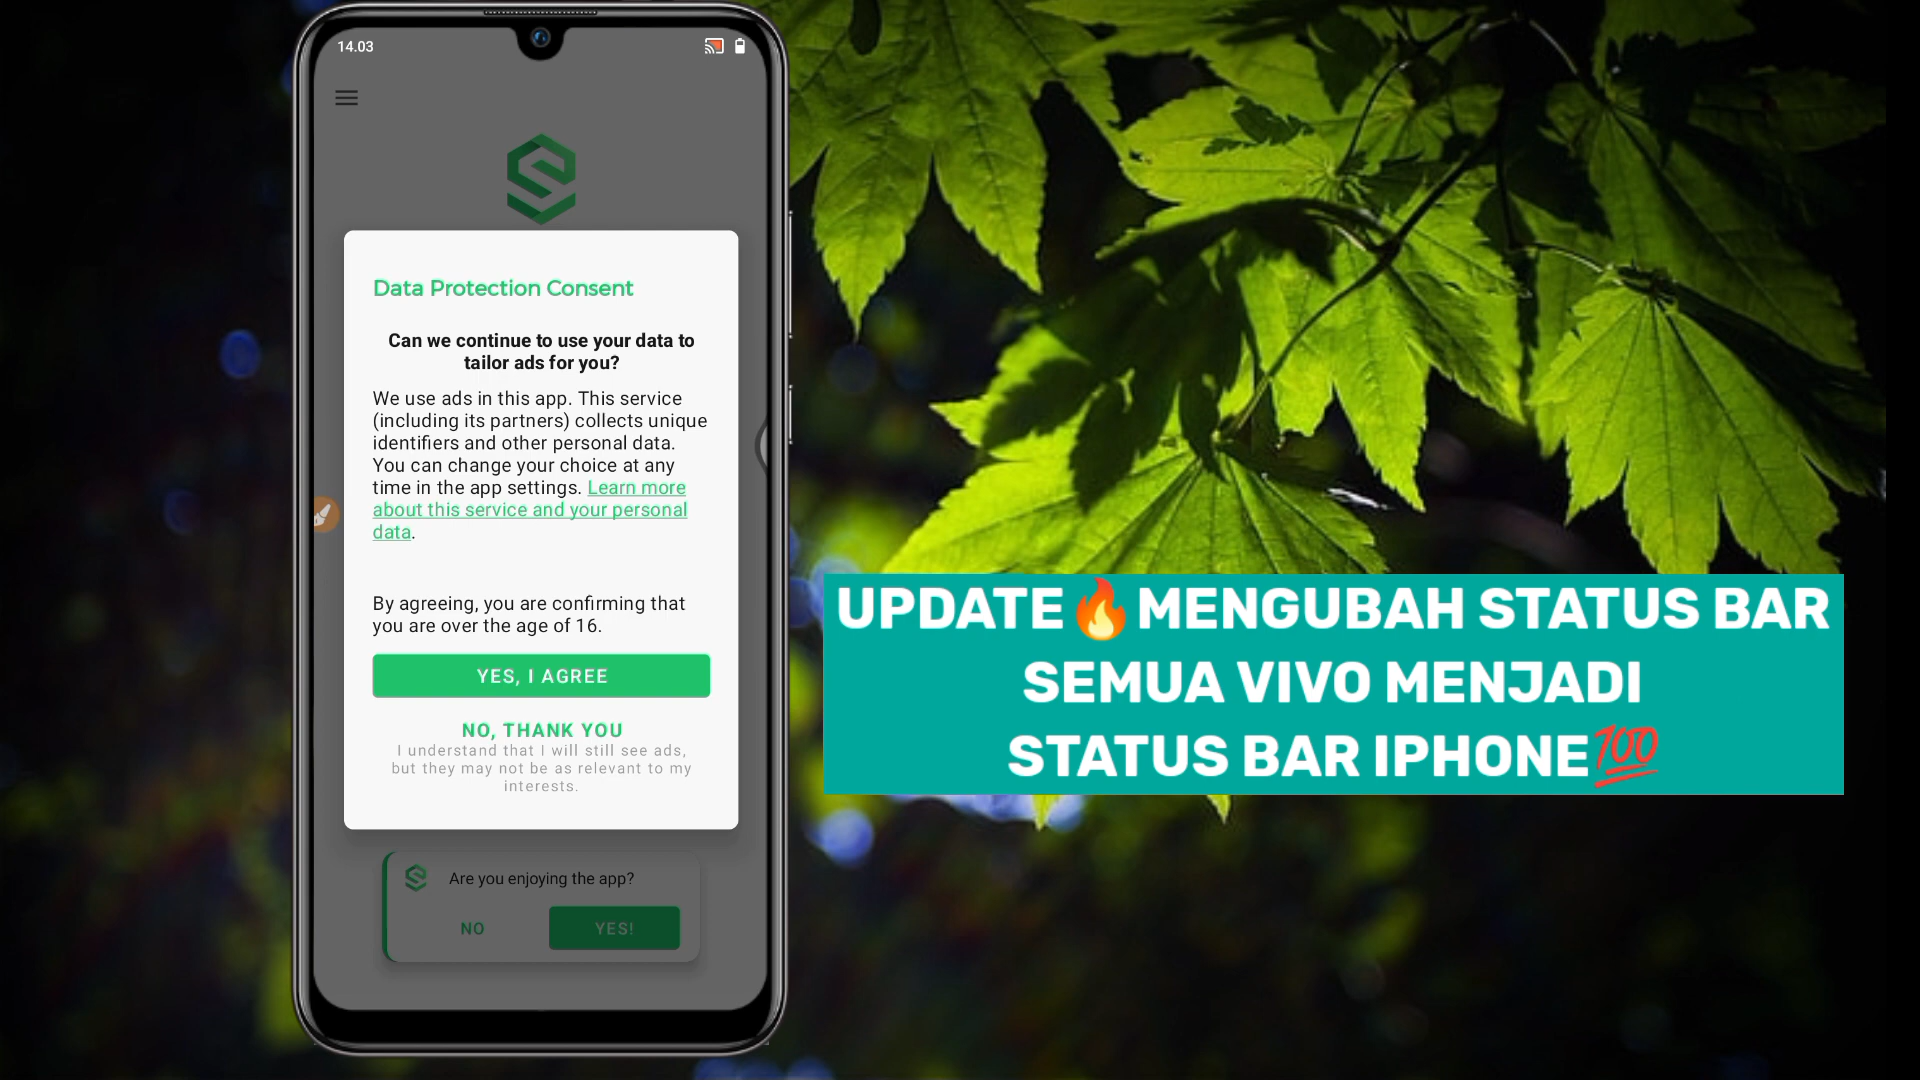 14.03
Data Protection Consent
Can we continue to use your data to
tailor ads for you?
We use ads in this app. This service
(including its partners) collects unique
identifiers and other personal data.
You can change your choice at any
time in the app settings. Learn more
about this service and your personal
data.
By agreeing, you are confirming that
you are over the age of 16.
YES, I AGREE
NO, THANK YOU
I understand that I will still see ads,
but they may not be as relevant to my
interests.
Are you enjoying the app?
NO YES!
UPDATE🔥MENGUBAH STATUS BAR
SEMUA VIVO MENJADI
STATUS BAR IPHONE💯